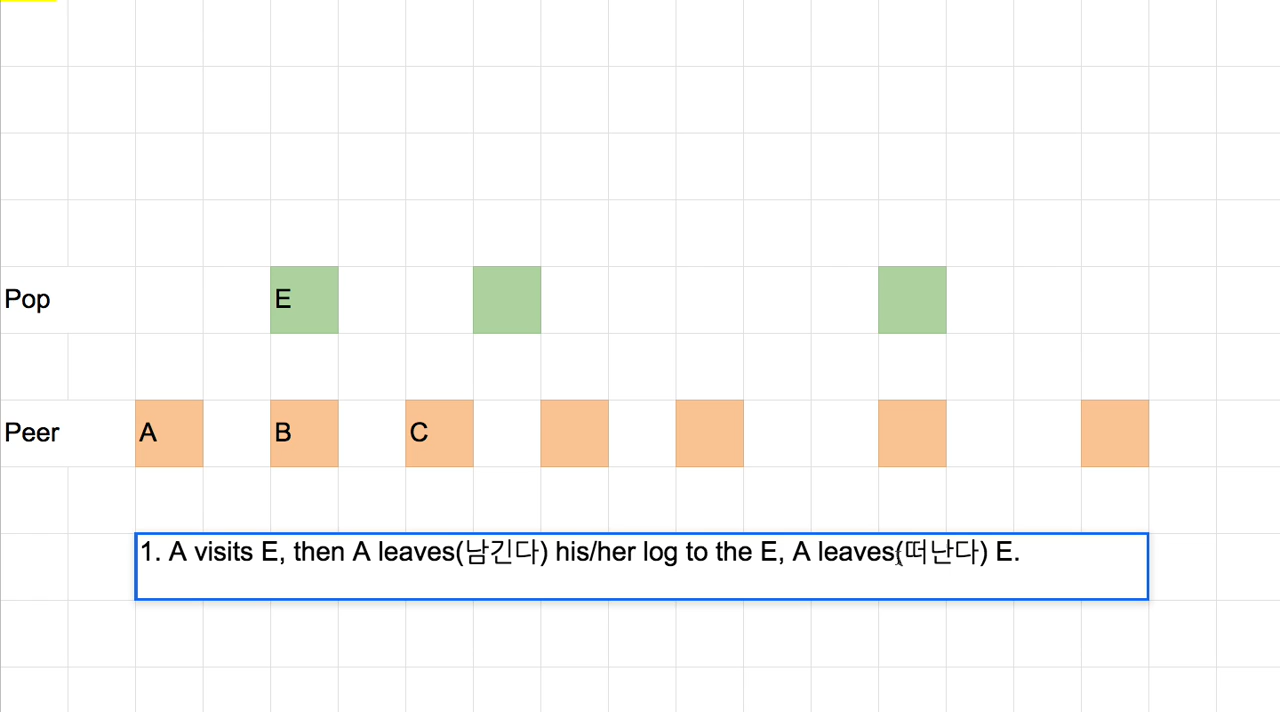 Pop E
Peer A B C
1. A visits E, then A leaves(남긴다) his/her log to the E, A leaves(떠난다) E.